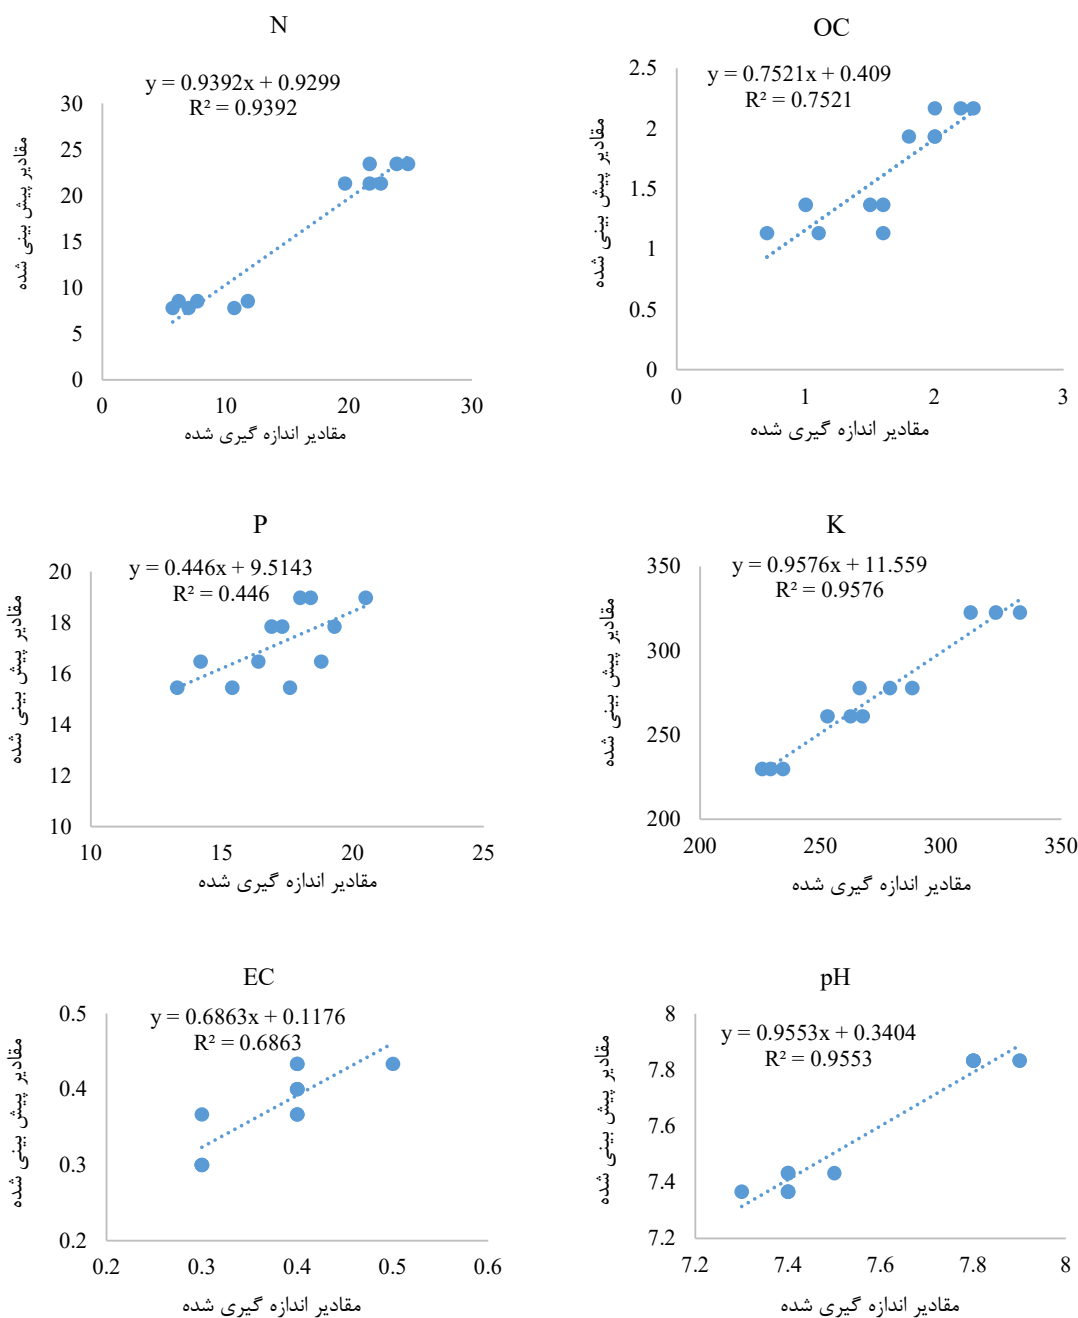 N
y = 0.9392x + 0.9299
R² = 0.9392
مقادیر پیش بینی شده
30
25
20
15
10
5
0
0 10 20 30
مقادیر اندازه گیری شده
OC
y = 0.7521x + 0.409
R² = 0.7521
مقادیر پیش بینی شده
2.5
2
1.5
1
0.5
0
0 1 2 3
مقادیر اندازه گیری شده
P
y = 0.446x + 9.5143
R² = 0.446
مقادیر پیش بینی شده
20
18
16
14
12
10
10 15 20 25
مقادیر اندازه گیری شده
K
y = 0.9576x + 11.559
R² = 0.9576
مقادیر پیش بینی شده
350
300
250
200
200 250 300 350
مقادیر اندازه گیری شده
EC
y = 0.6863x + 0.1176
R² = 0.6863
مقادیر پیش بینی شده
0.5
0.4
0.3
0.2
0.2 0.3 0.4 0.5 0.6
مقادیر اندازه گیری شده
pH
y = 0.9553x + 0.3404
R² = 0.9553
مقادیر پیش بینی شده
8
7.8
7.6
7.4
7.2
7.2 7.4 7.6 7.8 8
مقادیر اندازه گیری شده